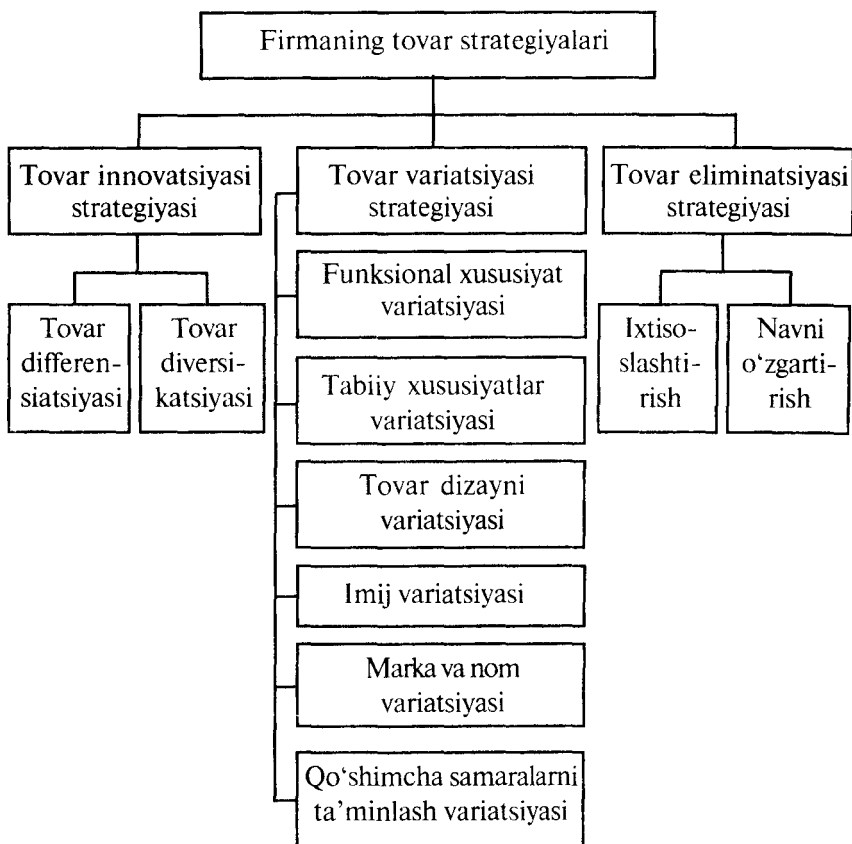 Firmaning tovar strategiyalari
Tovar innovatsiyasi
strategiyasi
Tovar variatsiyasi
strategiyasi
Tovar eliminatsiyasi
strategiyasi
Tovar
differen-
siatsiyasi
Tovar
diversi-
katsiyasi
Funksional xususiyat
variatsiyasi
Tabiiy xususiyatlar
variatsiyasi
Tovar dizayni
variatsiyasi
Imij variatsiyasi
Marka va nom
variatsiyasi
Qo‘shimcha samaralarni
ta’minlash variatsiyasi
Ixtiso-
slashti-
rish
Navni
o‘zgarti-
rish